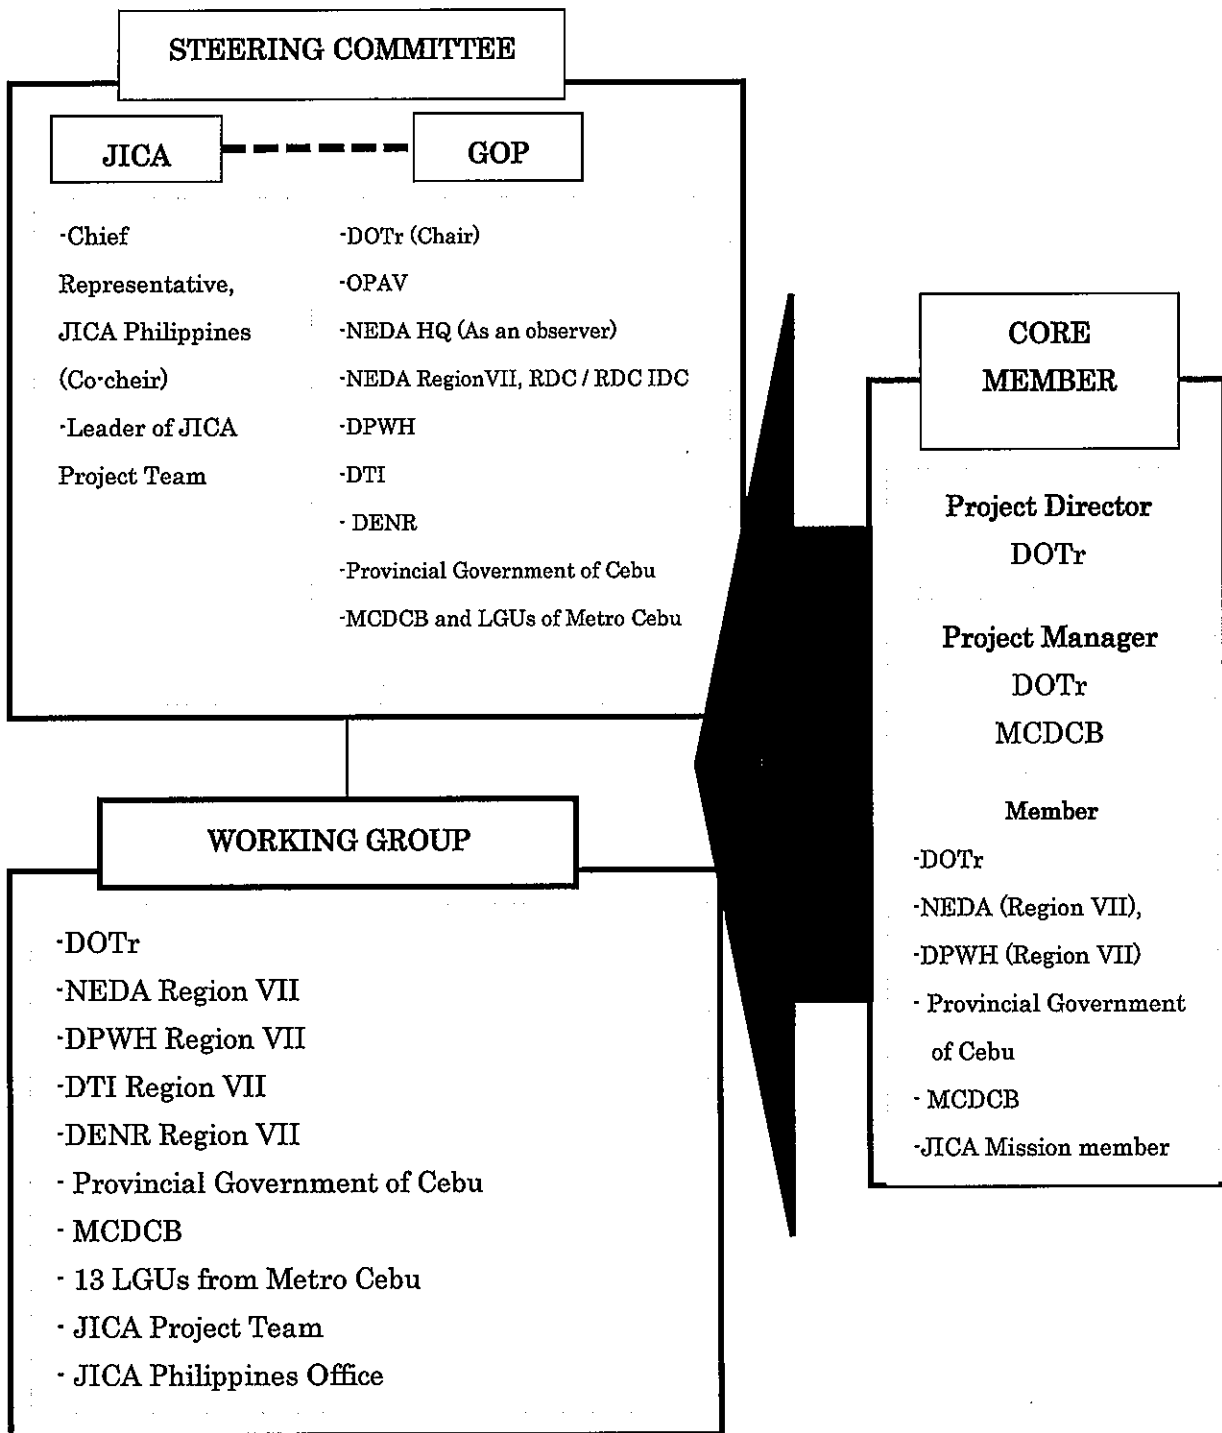 STEERING COMMITTEE
JICA
GOP
-Chief
Representative,
JICA Philippines
(Co-cheir)
-Leader of JICA
Project Team
-DOTr (Chair)
-OPAV
-NEDA HQ (As an observer)
-NEDA RegionVII, RDC / RDC IDC
-DPWH
-DTI
- DENR
-Provincial Government of Cebu
-MCDCB and LGUs of Metro Cebu
WORKING GROUP
-DOTr
-NEDA Region VII
-DPWH Region VII
-DTI Region VII
-DENR Region VII
- Provincial Government of Cebu
- MCDCB
- 13 LGUs from Metro Cebu
- JICA Project Team
- JICA Philippines Office
CORE
MEMBER
Project Director
DOTr
Project Manager
DOTr
MCDCB
Member
-DOTr
-NEDA (Region VII),
-DPWH (Region VII)
- Provincial Government
of Cebu
- MCDCB
-JICA Mission member